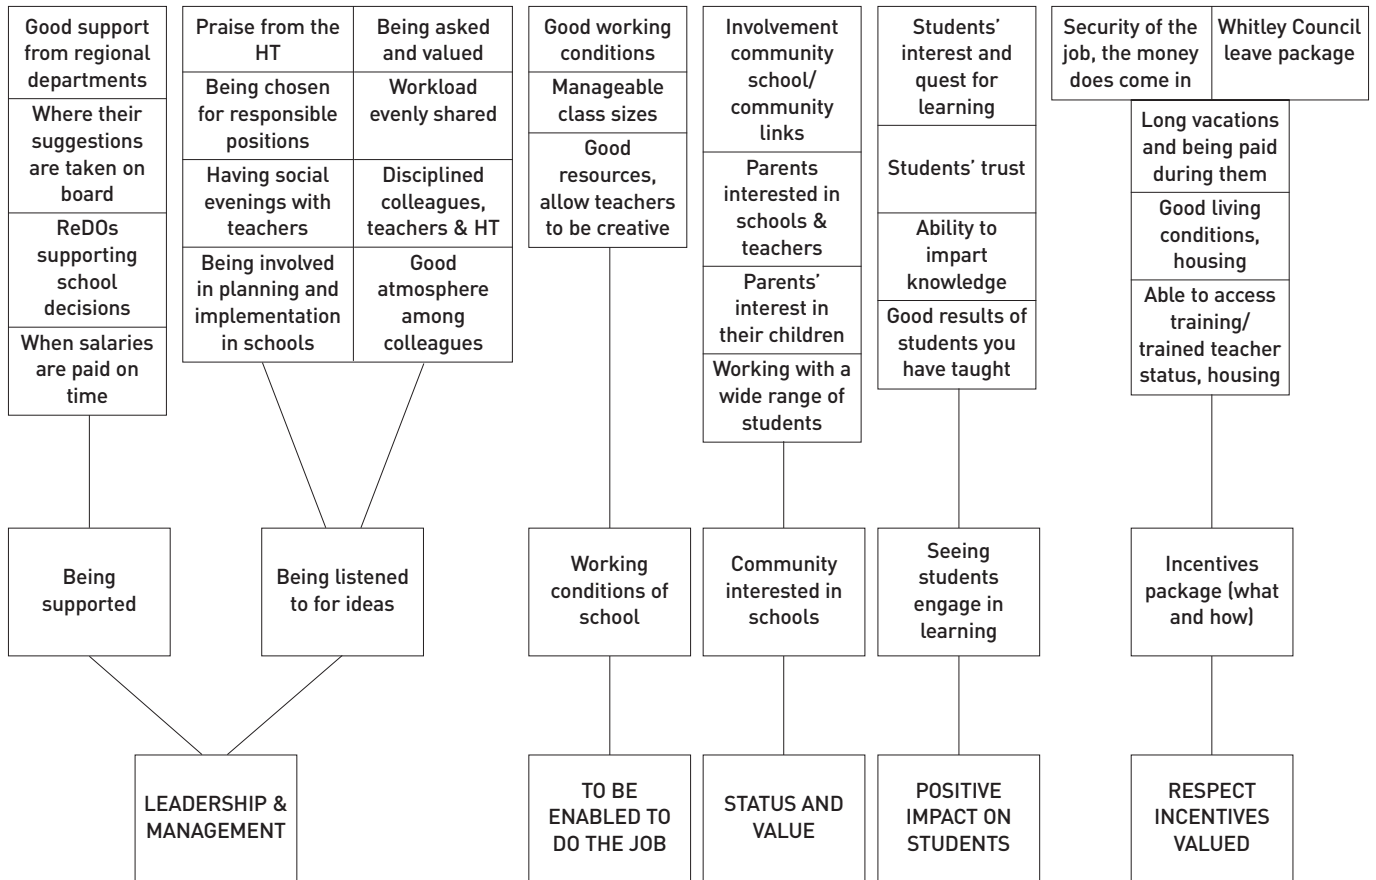 Good support
from regional
departments
Where their
suggestions
are taken on
board
ReDOs
supporting
school
decisions
When salaries
are paid on
time
Praise from the
HT
Being asked
and valued
Being chosen
for responsible
positions
Workload
evenly shared
Having social
evenings with
teachers
Disciplined
colleagues,
teachers & HT
Being involved
in planning and
implementation
in schools
Good
atmosphere
among
colleagues
Good working
conditions
Manageable
class sizes
Good
resources,
allow teachers
to be creative
Involvement
community
school/
community
links
Parents
interested in
schools &
teachers
Parents'
interest in
their children
Working with a
wide range of
students
Students'
interest and
quest for
learning
Students' trust
Ability to
impart
knowledge
Good results of
students you
have taught
Security of the
job, the money
does come in
Whitley Council
leave package
Long vacations
and being paid
during them
Good living
conditions,
housing
Able to access
training/
trained teacher
status, housing
Being
supported
Being listened
to for ideas
Working
conditions of
school
Community
interested in
schools
Seeing
students
engage in
learning
Incentives
package (what
and how)
LEADERSHIP &
MANAGEMENT
TO BE
ENABLED TO
DO THE JOB
STATUS AND
VALUE
POSITIVE
IMPACT ON
STUDENTS
RESPECT
INCENTIVES
VALUED